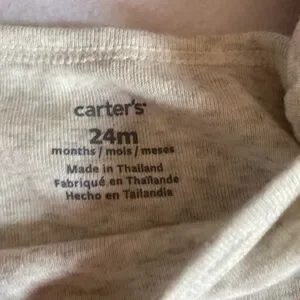 carter's
24m
months / mois / meses
Made in Thailand
Fabriqué en Thaïlande
Hecho en Tailandia